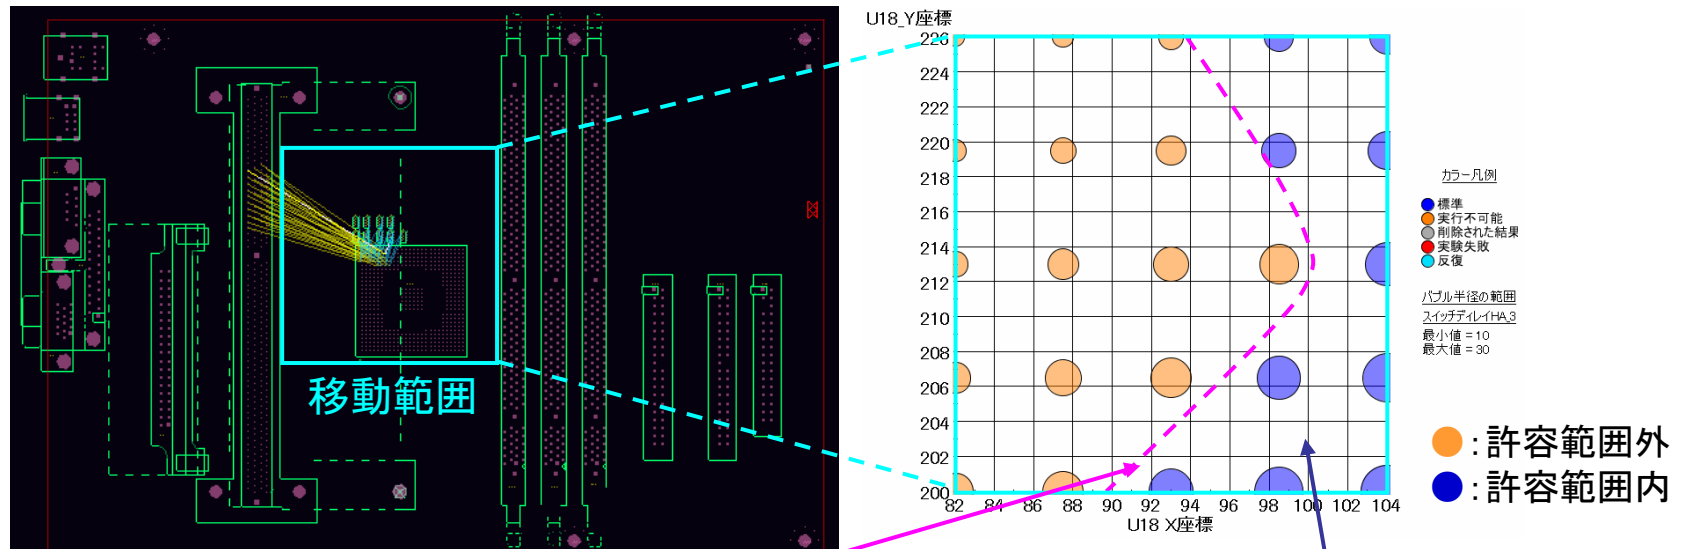 U18_Y座標
226
224
222
220
218
216
214
212
210
208
206
204
202
200
82 84 86 88 90 92 94 96 98 100 102 104
U18 X座標
移動範囲
カラー凡例
標準
実行不可能
削除された結果
実験失敗
反復
バブル半径の範囲
スイッチディレイHA_3
最小値 = 10
最大値 = 30
:許容範囲外
:許容範囲内